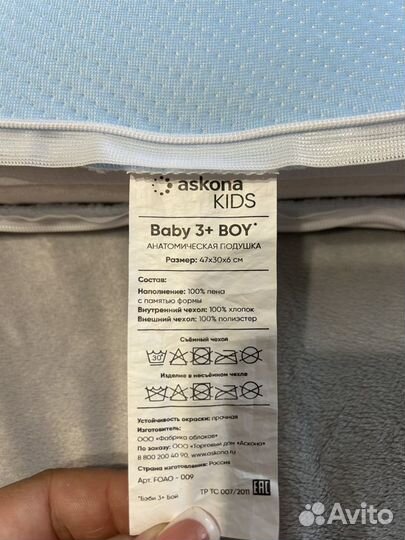 askona
KIDS
Baby 3+ BOY*
АНАТОМИЧЕСКАЯ ПОДУШКА
Размер: 47х30х6 см
Состав:
Наполнение: 100% пена
с памятью формы
Внутренний чехол: 100% хлопок
Внешний чехол: 100% полиэстер
Съёмный чехол
30°
Изделие в несъёмном чехле
Устойчивость окраски: прочная
Изготовитель:
ООО «Фабрика облаков»
По заказу: ООО «Торговый дом «Аскона»
8 800 200 40 90, www.askona.ru
Страна изготовления: Россия
Арт. FOAO - 009
*Бэби 3+ Бой
ТР ТС 007/2011 ЕАС
Avito